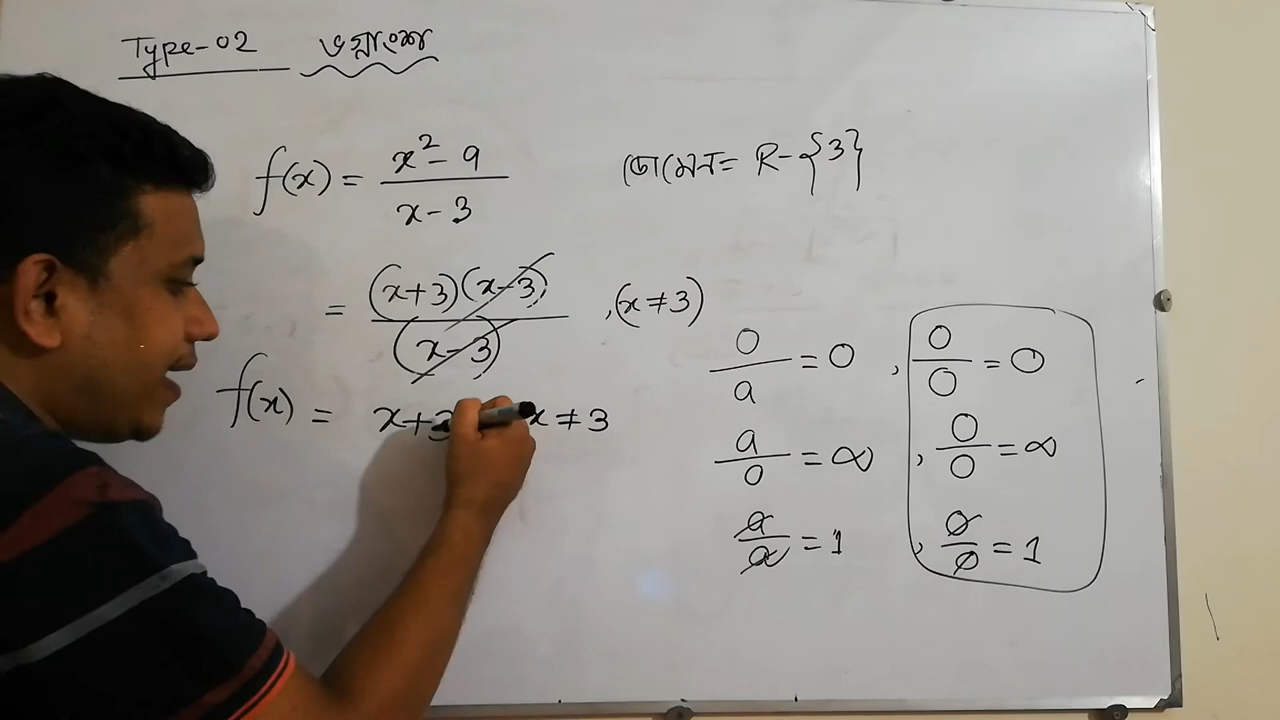 Type-02 ভগ্নাংশ
f(x) = (x² - 9)/(x - 3)
ডোমেন = R - {3}
= (x+3)(x-3)/(x-3) , (x ≠ 3)
f(x) = x+3 x ≠ 3
0/a = 0 , 0/0 = 0
a/0 = ∞ , 0/0 = ∞
a/a = 1 , 0/0 = 1